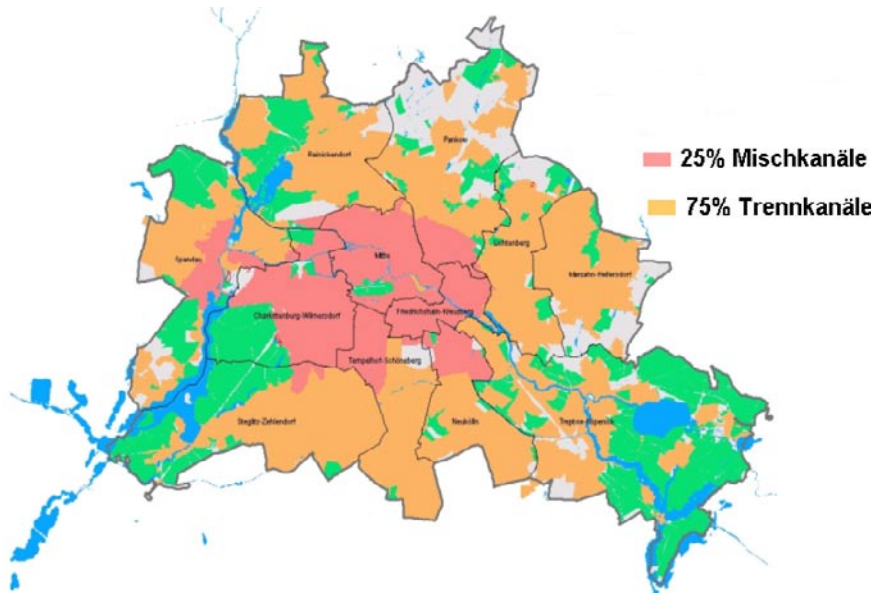 Reinickendorf
Pankow
25% Mischkanäle
75% Trennkanäle
Lichtenberg
Spandau
Mitte
Marzahn-Hellersdorf
Charlottenburg-Wilmersdorf
Friedrichshain-Kreuzberg
Tempelhof-Schöneberg
Steglitz-Zehlendorf
Neukölln
Treptow-Köpenick